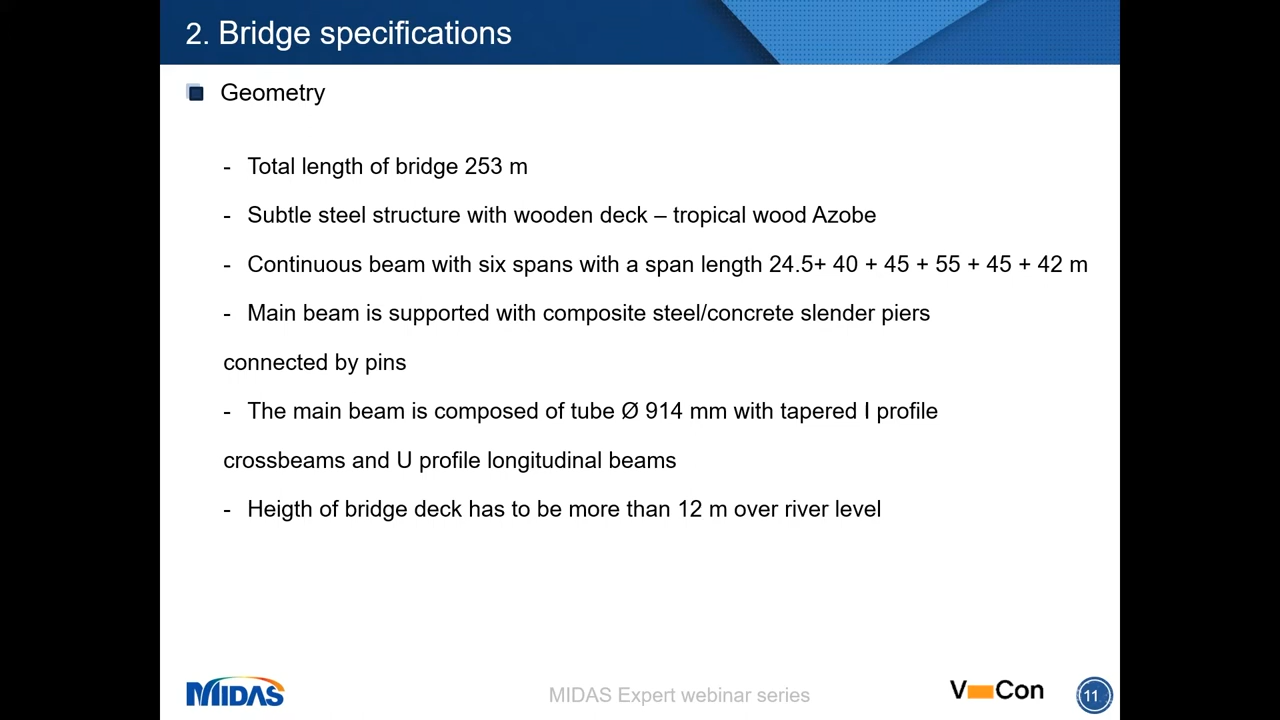 2. Bridge specifications
Geometry
- Total length of bridge 253 m
- Subtle steel structure with wooden deck – tropical wood Azobe
- Continuous beam with six spans with a span length 24.5+ 40 + 45 + 55 + 45 + 42 m
- Main beam is supported with composite steel/concrete slender piers
connected by pins
- The main beam is composed of tube Ø 914 mm with tapered I profile
crossbeams and U profile longitudinal beams
- Heigth of bridge deck has to be more than 12 m over river level
MIDAS
MIDAS Expert webinar series
V Con
11